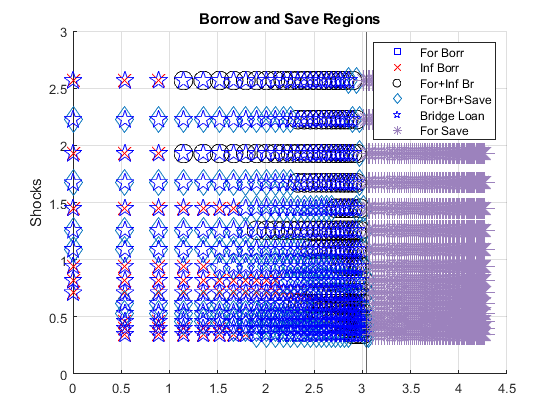 Borrow and Save Regions
3
2.5
2
1.5
1
0.5
0
Shocks
For Borr
Inf Borr
For+Inf Br
For+Br+Save
Bridge Loan
For Save
0 0.5 1 1.5 2 2.5 3 3.5 4 4.5